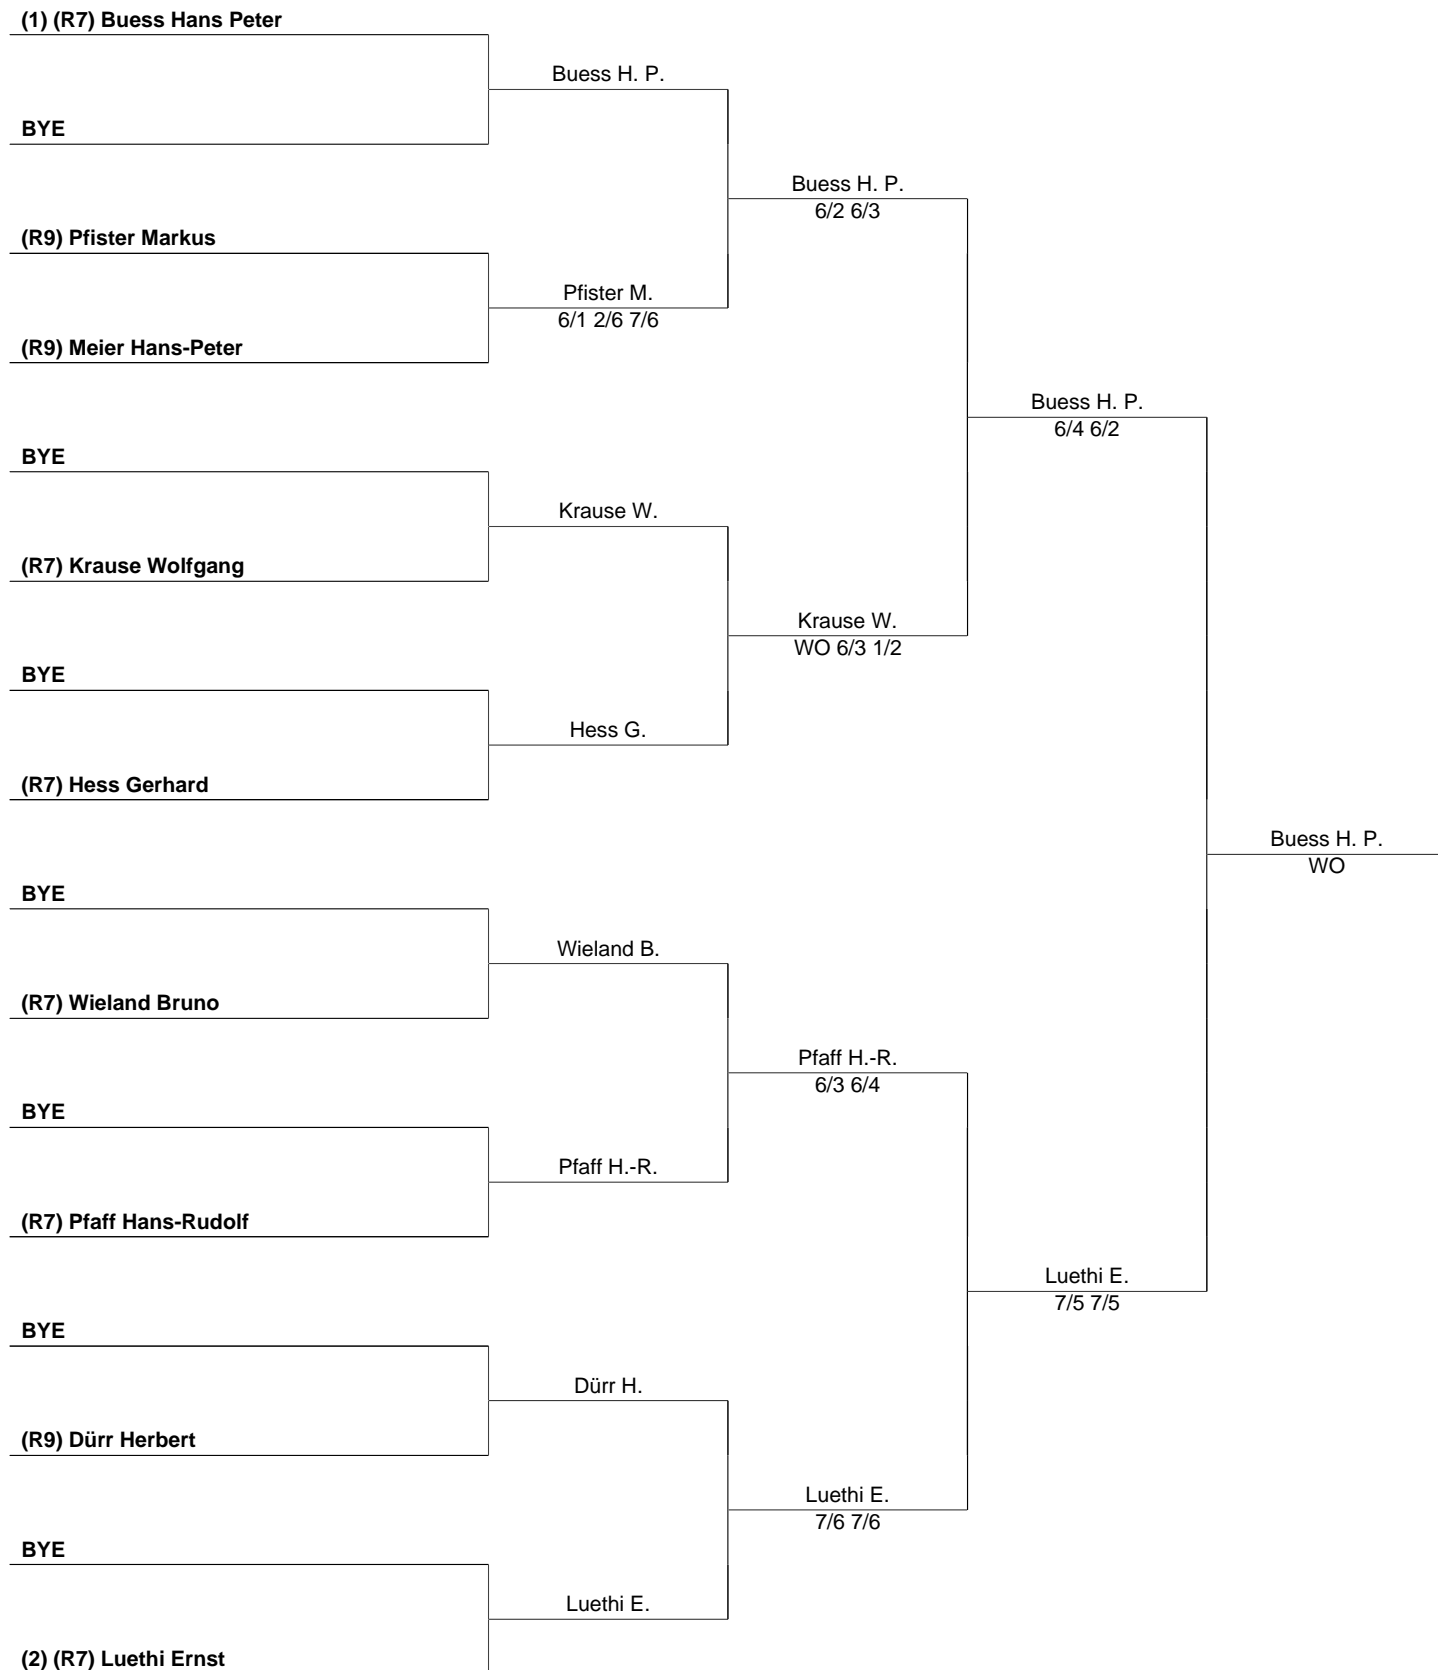 (1) (R7) Buess Hans Peter
Buess H. P.
BYE
Buess H. P.
6/2 6/3
(R9) Pfister Markus
Pfister M.
6/1 2/6 7/6
(R9) Meier Hans-Peter
Buess H. P.
6/4 6/2
BYE
Krause W.
(R7) Krause Wolfgang
Krause W.
WO 6/3 1/2
BYE
Hess G.
(R7) Hess Gerhard
Buess H. P.
WO
BYE
Wieland B.
(R7) Wieland Bruno
Pfaff H.-R.
6/3 6/4
BYE
Pfaff H.-R.
(R7) Pfaff Hans-Rudolf
Luethi E.
7/5 7/5
BYE
Dürr H.
(R9) Dürr Herbert
Luethi E.
7/6 7/6
BYE
Luethi E.
(2) (R7) Luethi Ernst